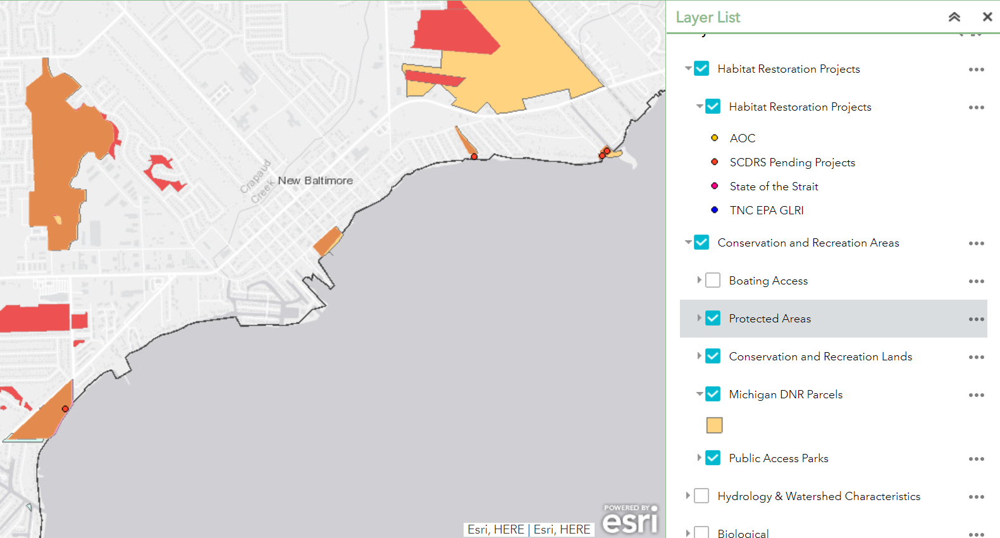 Layer List
Habitat Restoration Projects
Habitat Restoration Projects
AOC
SCDRS Pending Projects
State of the Strait
TNC EPA GLRI
Conservation and Recreation Areas
Boating Access
Protected Areas
Conservation and Recreation Lands
Michigan DNR Parcels
Public Access Parks
Hydrology & Watershed Characteristics
Biological
Crapaud
Creek
New Baltimore
POWERED BY
esri
Esri, HERE | Esri, HERE